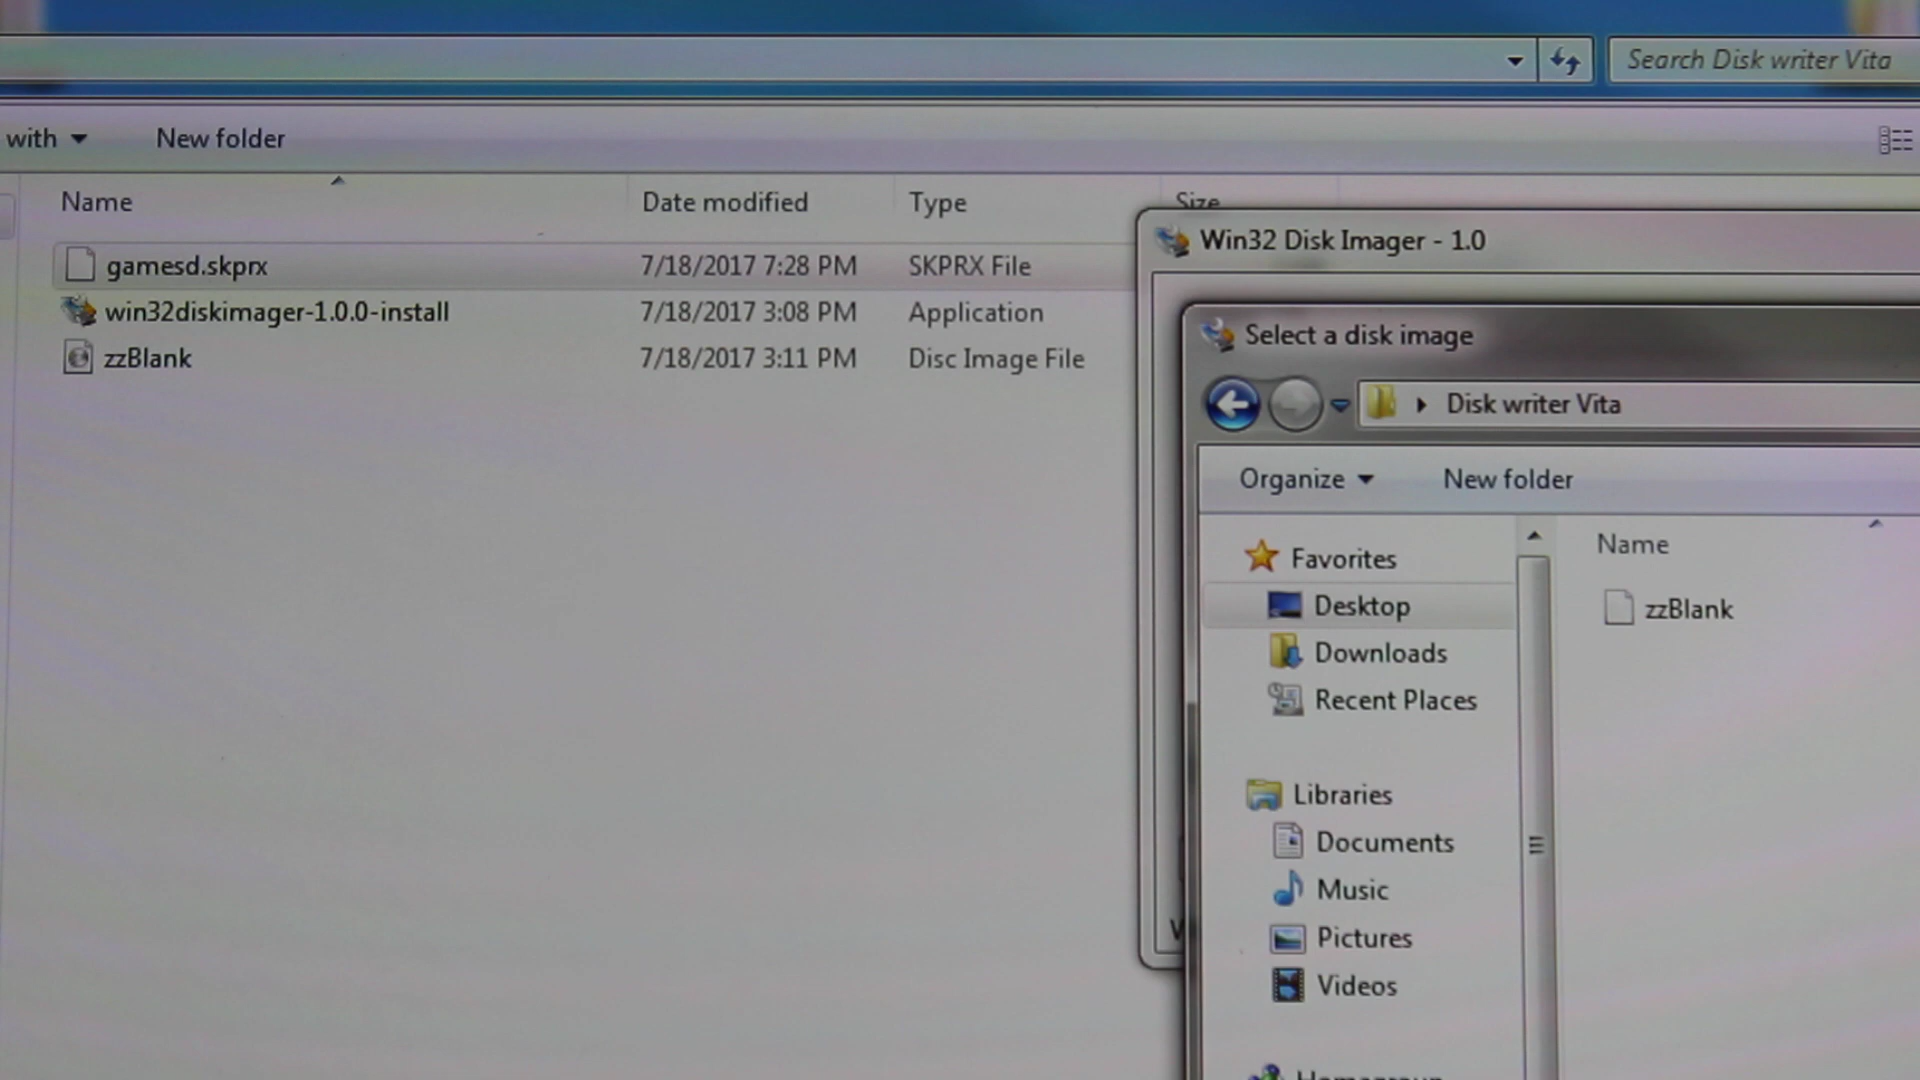 Search Disk writer Vita
with
New folder
Name
Date modified
Type
Size
gamesd.skprx
7/18/2017 7:28 PM
SKPRX File
win32diskimager-1.0.0-install
7/18/2017 3:08 PM
Application
zzBlank
7/18/2017 3:11 PM
Disc Image File
Win32 Disk Imager - 1.0
Select a disk image
Disk writer Vita
Organize
New folder
Name
Favorites
Desktop
Downloads
Recent Places
Libraries
Documents
Music
Pictures
Videos
zzBlank